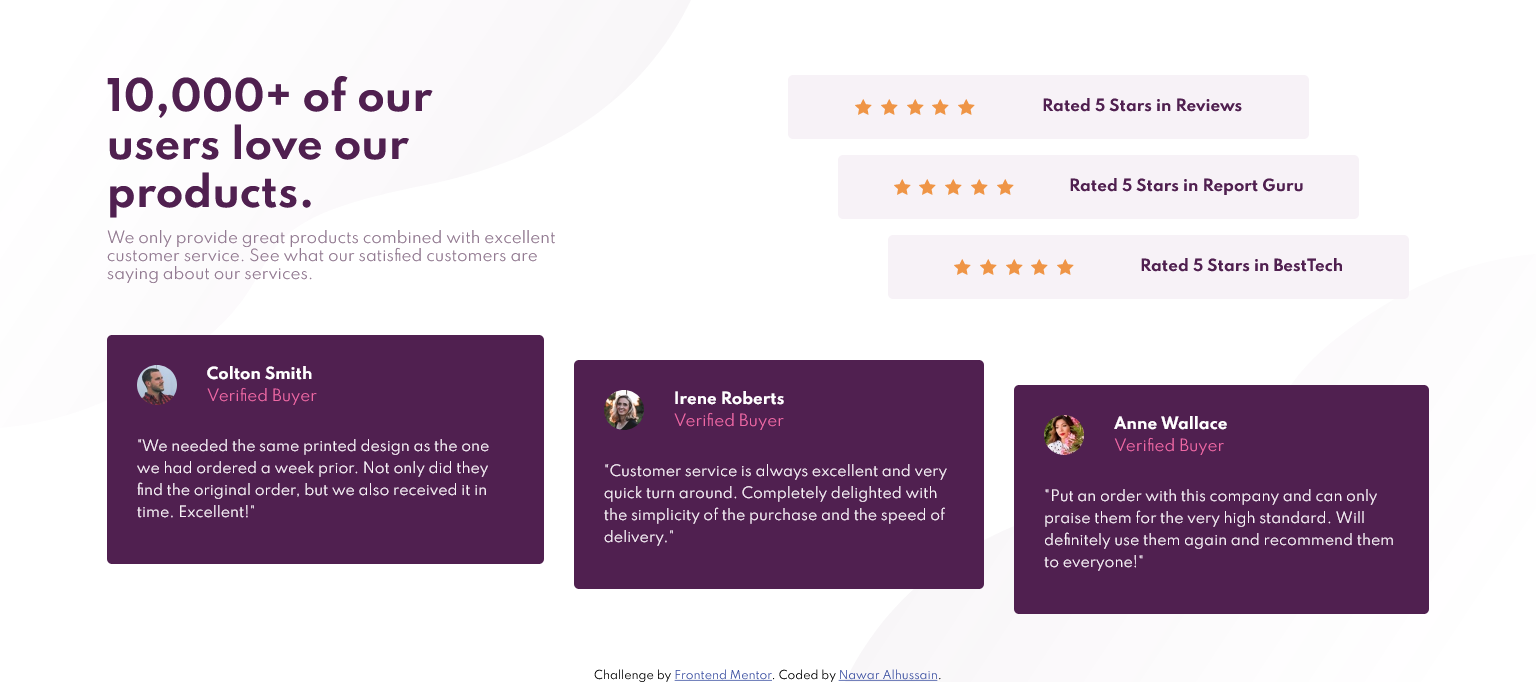 10,000+ of our
users love our
products.
We only provide great products combined with excellent
customer service. See what our satisfied customers are
saying about our services.
Rated 5 Stars in Reviews
Rated 5 Stars in Report Guru
Rated 5 Stars in BestTech
Colton Smith
Verified Buyer
"We needed the same printed design as the one
we had ordered a week prior. Not only did they
find the original order, but we also received it in
time. Excellent!"
Irene Roberts
Verified Buyer
"Customer service is always excellent and very
quick turn around. Completely delighted with
the simplicity of the purchase and the speed of
delivery."
Anne Wallace
Verified Buyer
"Put an order with this company and can only
praise them for the very high standard. Will
definitely use them again and recommend them
to everyone!"
Challenge by Frontend Mentor. Coded by Nawar Alhussain.